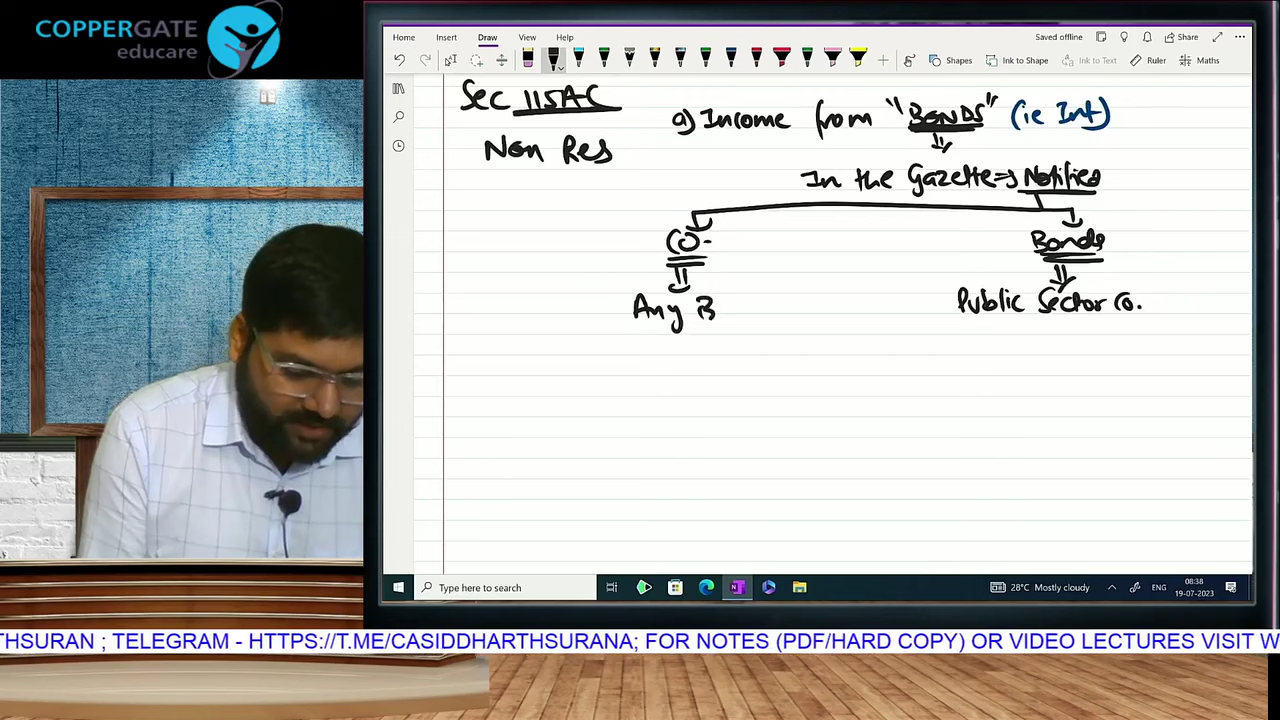 COPPERGATE
educare
Home Insert Draw View Help
Saved offline
Share
Shapes
Ink to Shape
Ink to Text
Ruler
Maths
Sec 115AC
Non Res
a) Income from "BONDS" (ie Int)
In the Gazette => Notified
Co. Bonds
Any B Public Sector Co.
Type here to search
28°C Mostly cloudy
ENG
08:38
19-07-2023
THSURAN ; TELEGRAM - HTTPS://T.ME/CASIDDHARTHSURANA; FOR NOTES (PDF/HARD COPY) OR VIDEO LECTURES VISIT W